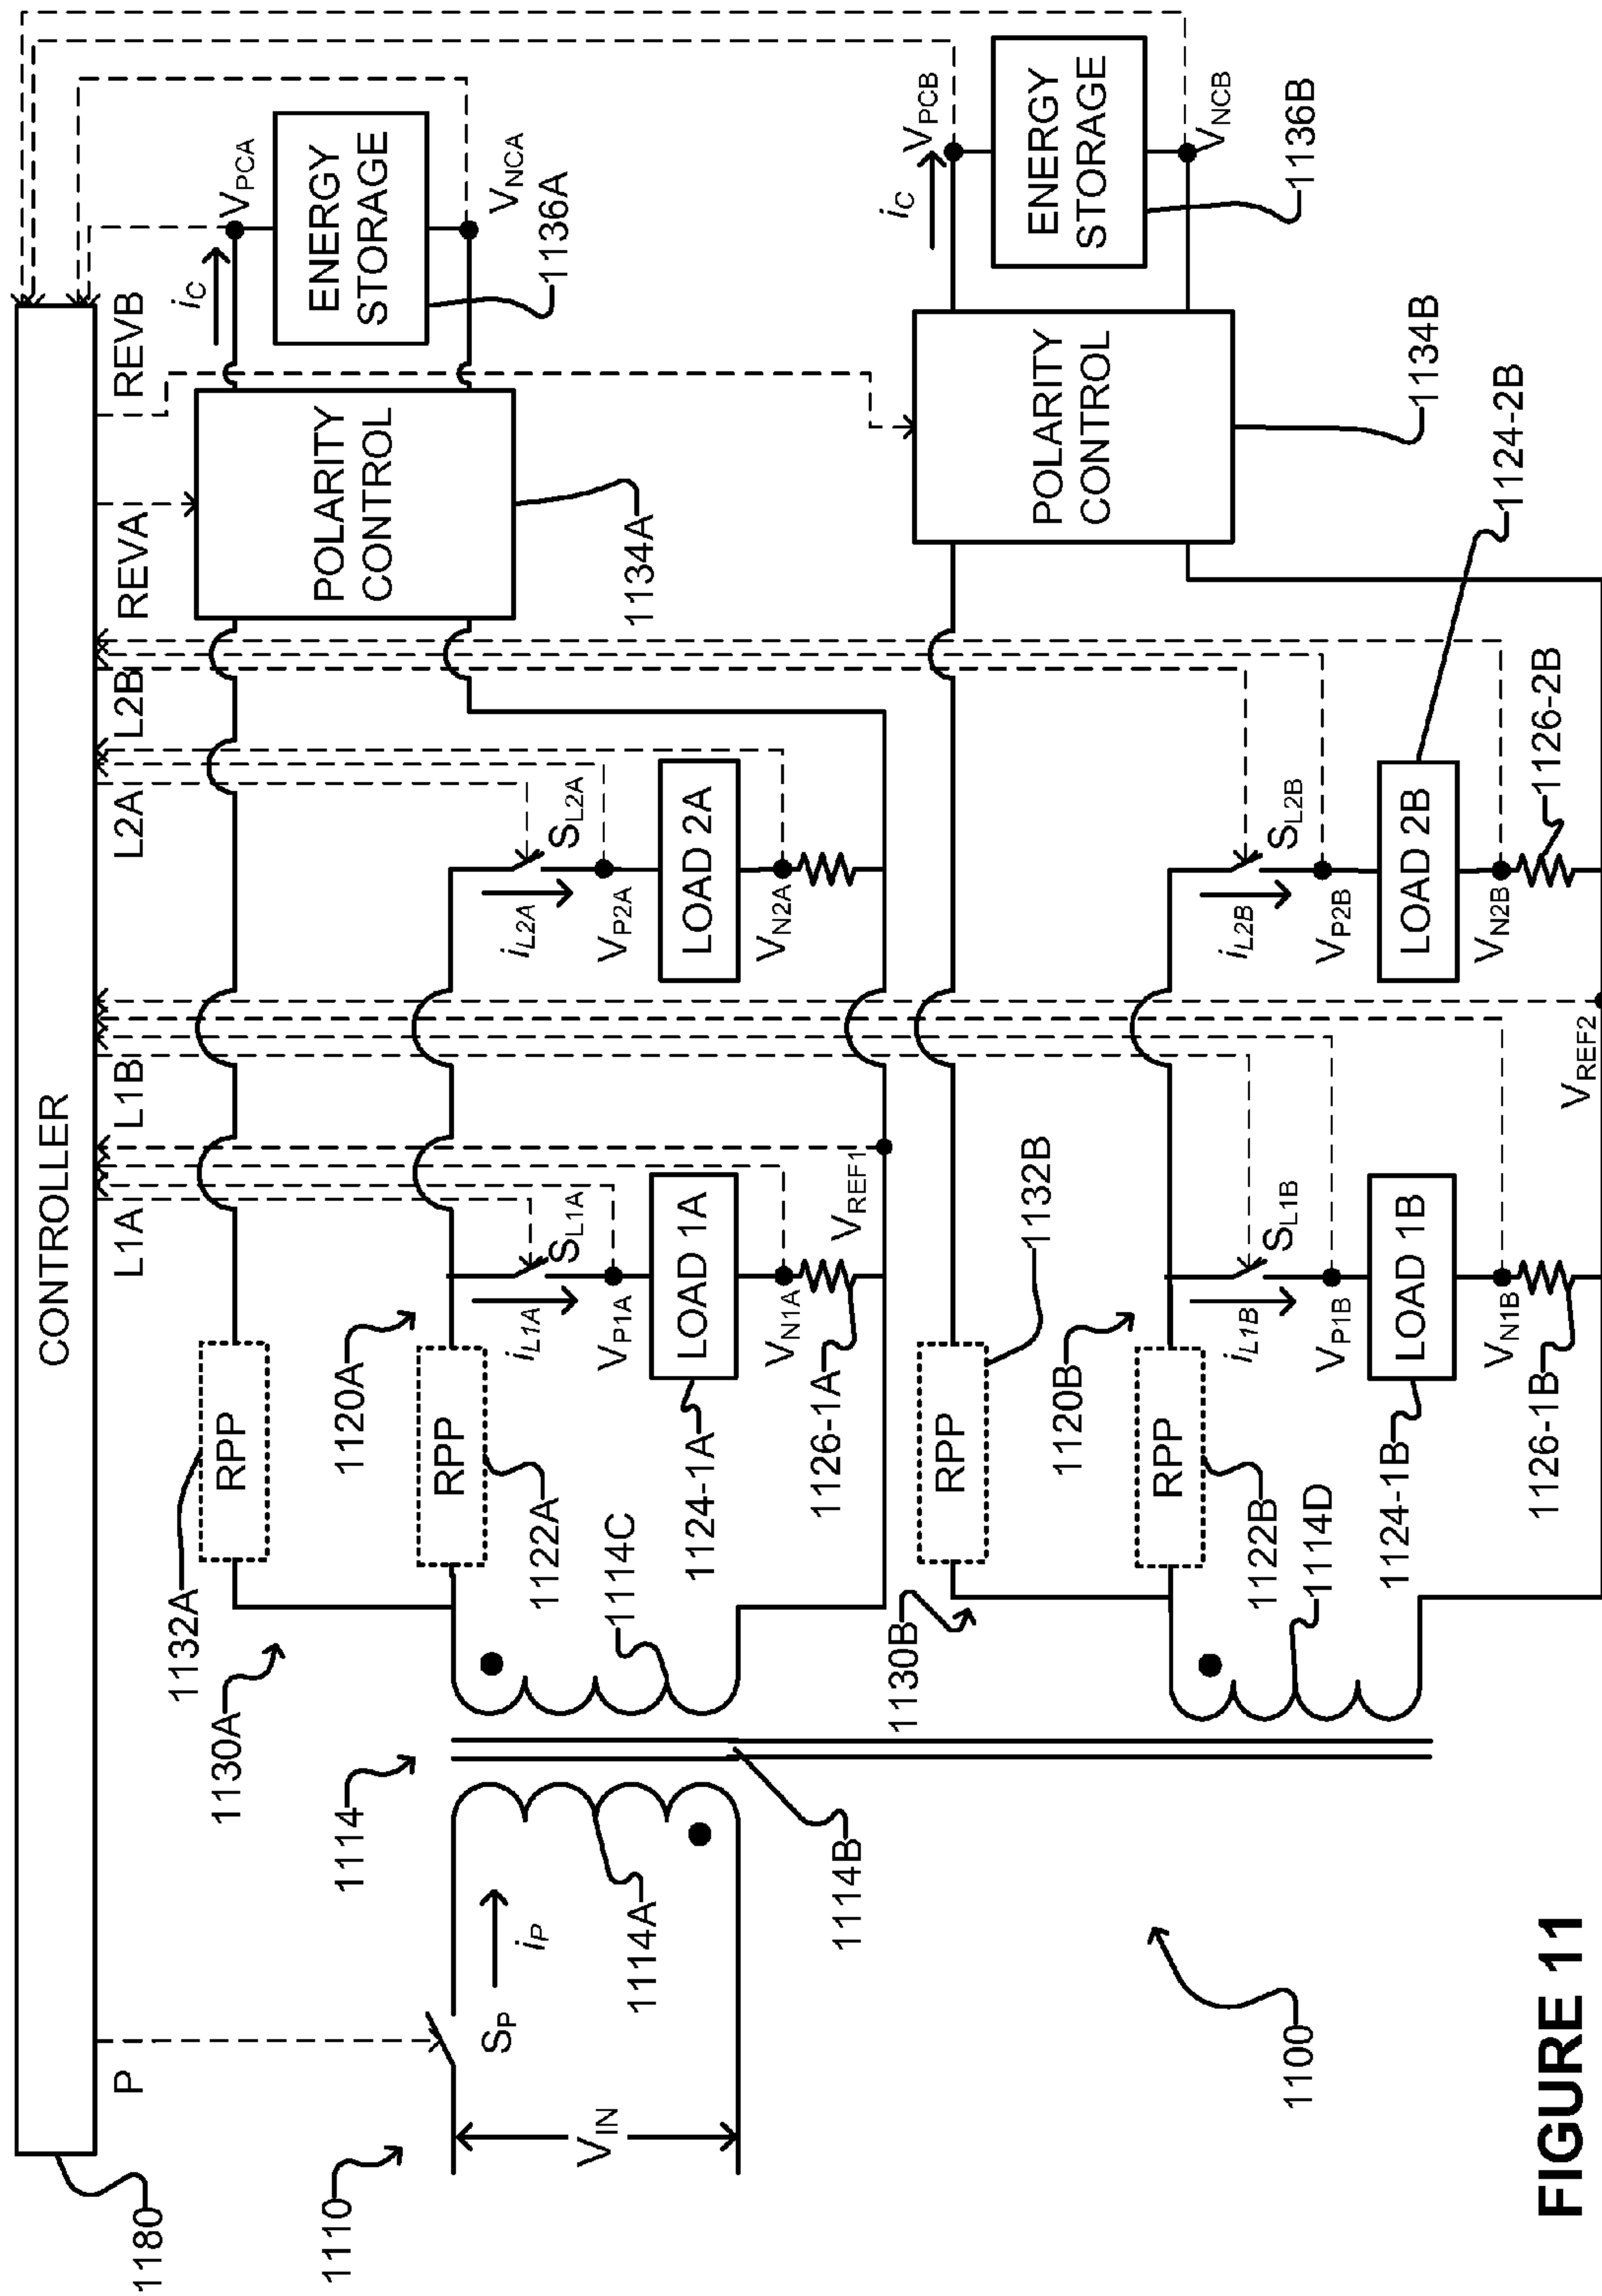 CONTROLLER
1180
P
L1A
L1B
L2A
L2B
REVA
REVB
1110
VIN
SP
iP
1114
1114A
1114B
1114C
1114D
1130A
1132A
RPP
1120A
RPP
1122A
iL1A
SL1A
VP1A
LOAD 1A
VN1A
1124-1A
1126-1A
VREF1
iL2A
SL2A
VP2A
LOAD 2A
VN2A
POLARITY
CONTROL
1134A
iC
VPCA
ENERGY
STORAGE
VNCA
1136A
1130B
RPP
1132B
1120B
RPP
1122B
iL1B
SL1B
VP1B
LOAD 1B
VN1B
1124-1B
1126-1B
VREF2
iL2B
SL2B
VP2B
LOAD 2B
VN2B
1124-2B
1126-2B
POLARITY
CONTROL
1134B
iC
VPCB
ENERGY
STORAGE
VNCB
1136B
1100
FIGURE 11